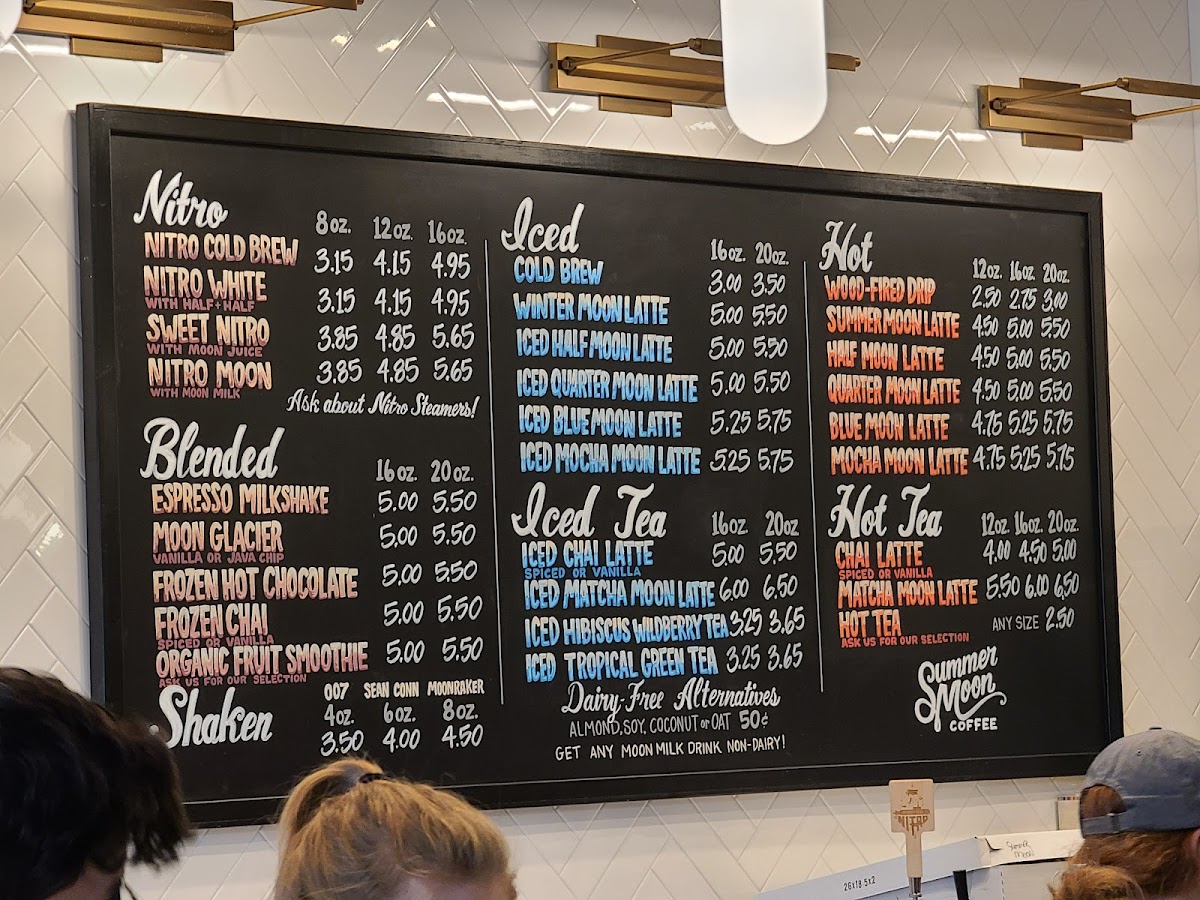 Nitro 8oz. 12oz. 16oz.
NITRO COLD BREW 3.15 4.15 4.95
NITRO WHITE 3.15 4.15 4.95
WITH HALF+HALF
SWEET NITRO 3.85 4.85 5.65
WITH MOON JUICE
NITRO MOON 3.85 4.85 5.65
WITH MOON MILK
Ask about Nitro Steamers!
Blended 16oz. 20oz.
ESPRESSO MILKSHAKE 5.00 5.50
MOON GLACIER 5.00 5.50
VANILLA OR JAVA CHIP
FROZEN HOT CHOCOLATE 5.00 5.50
FROZEN CHAI 5.00 5.50
SPICED OR VANILLA
ORGANIC FRUIT SMOOTHIE 5.00 5.50
ASK US FOR OUR SELECTION
007 SEAN CONN MOONRAKER
Shaken 4oz. 6oz. 8oz.
3.50 4.00 4.50
Iced 16oz. 20oz.
COLD BREW 3.00 3.50
WINTER MOON LATTE 5.00 5.50
ICED HALF MOON LATTE 5.00 5.50
ICED QUARTER MOON LATTE 5.00 5.50
ICED BLUE MOON LATTE 5.25 5.75
ICED MOCHA MOON LATTE 5.25 5.75
Iced Tea 16oz. 20oz
ICED CHAI LATTE 5.00 5.50
SPICED OR VANILLA
ICED MATCHA MOON LATTE 6.00 6.50
ICED HIBISCUS WILDBERRY TEA 3.25 3.65
ICED TROPICAL GREEN TEA 3.25 3.65
Dairy-Free Alternatives
ALMOND, SOY, COCONUT or OAT 50¢
GET ANY MOON MILK DRINK NON-DAIRY!
Hot 12oz. 16oz. 20oz.
WOOD-FIRED DRIP 2.50 2.75 3.00
SUMMER MOON LATTE 4.50 5.00 5.50
HALF MOON LATTE 4.50 5.00 5.50
QUARTER MOON LATTE 4.50 5.00 5.50
BLUE MOON LATTE 4.75 5.25 5.75
MOCHA MOON LATTE 4.75 5.25 5.75
Hot Tea 12oz. 16oz. 20oz.
CHAI LATTE 4.00 4.50 5.00
SPICED OR VANILLA
MATCHA MOON LATTE 5.50 6.00 6.50
HOT TEA ANY SIZE 2.50
ASK US FOR OUR SELECTION
Summer
Moon
COFFEE
NITRO
Summer
Moon
26x18.5x2